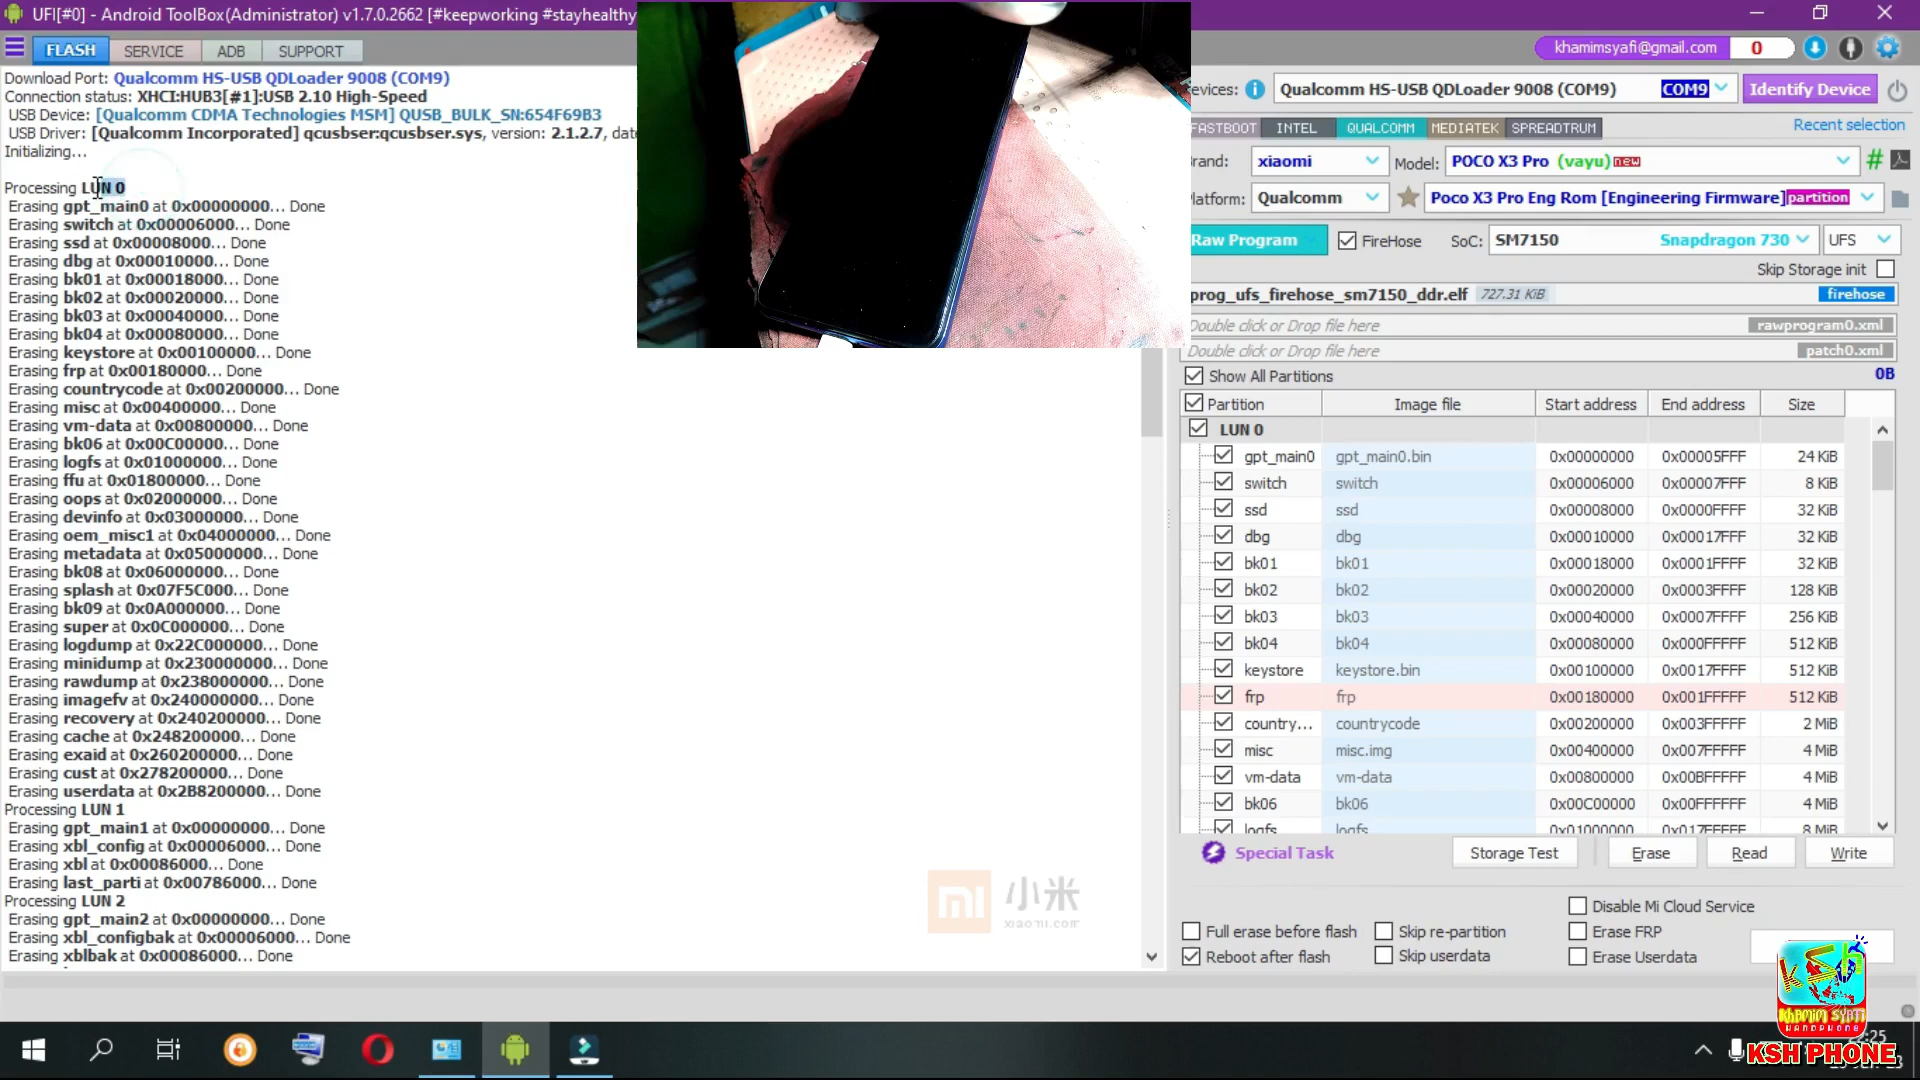 UFI[#0] - Android ToolBox(Administrator) v1.7.0.2662 [#keepworking #stayhealthy
FLASH SERVICE ADB SUPPORT
khamimsyafi@gmail.com 0
Download Port: Qualcomm HS-USB QDLoader 9008 (COM9)
Connection status: XHCI:HUB3[#1]:USB 2.10 High-Speed
USB Device: [Qualcomm CDMA Technologies MSM] QUSB_BULK_SN:654F69B3
USB Driver: [Qualcomm Incorporated] qcusbser:qcusbser.sys, version: 2.1.2.7, dat
Initializing...
Processing LUN 0
Erasing gpt_main0 at 0x00000000... Done
Erasing switch at 0x00006000... Done
Erasing ssd at 0x00008000... Done
Erasing dbg at 0x00010000... Done
Erasing bk01 at 0x00018000... Done
Erasing bk02 at 0x00020000... Done
Erasing bk03 at 0x00040000... Done
Erasing bk04 at 0x00080000... Done
Erasing keystore at 0x00100000... Done
Erasing frp at 0x00180000... Done
Erasing countrycode at 0x00200000... Done
Erasing misc at 0x00400000... Done
Erasing vm-data at 0x00800000... Done
Erasing bk06 at 0x00C00000... Done
Erasing logfs at 0x01000000... Done
Erasing ffu at 0x01800000... Done
Erasing oops at 0x02000000... Done
Erasing devinfo at 0x03000000... Done
Erasing oem_misc1 at 0x04000000... Done
Erasing metadata at 0x05000000... Done
Erasing bk08 at 0x06000000... Done
Erasing splash at 0x07F5C000... Done
Erasing bk09 at 0x0A000000... Done
Erasing super at 0x0C000000... Done
Erasing logdump at 0x22C000000... Done
Erasing minidump at 0x230000000... Done
Erasing rawdump at 0x238000000... Done
Erasing imagefv at 0x240000000... Done
Erasing recovery at 0x240200000... Done
Erasing cache at 0x248200000... Done
Erasing exaid at 0x260200000... Done
Erasing cust at 0x278200000... Done
Erasing userdata at 0x2B8200000... Done
Processing LUN 1
Erasing gpt_main1 at 0x00000000... Done
Erasing xbl_config at 0x00006000... Done
Erasing xbl at 0x00086000... Done
Erasing last_parti at 0x00786000... Done
Processing LUN 2
Erasing gpt_main2 at 0x00000000... Done
Erasing xbl_configbak at 0x00006000... Done
Erasing xblbak at 0x00086000... Done
mi 小米
xiaomi.com
evices: Qualcomm HS-USB QDLoader 9008 (COM9) COM9 Identify Device
FASTBOOT INTEL QUALCOMM MEDIATEK SPREADTRUM Recent selection
rand: xiaomi Model: POCO X3 Pro (vayu) new #
latform: Qualcomm Poco X3 Pro Eng Rom [Engineering Firmware] partition
Raw Program FireHose SoC: SM7150 Snapdragon 730 UFS
Skip Storage init
prog_ufs_firehose_sm7150_ddr.elf 727.31 KiB firehose
Double click or Drop file here rawprogram0.xml
Double click or Drop file here patch0.xml
Show All Partitions 0B
Partition Image file Start address End address Size
LUN 0
gpt_main0 gpt_main0.bin 0x00000000 0x00005FFF 24 KiB
switch switch 0x00006000 0x00007FFF 8 KiB
ssd ssd 0x00008000 0x0000FFFF 32 KiB
dbg dbg 0x00010000 0x00017FFF 32 KiB
bk01 bk01 0x00018000 0x0001FFFF 32 KiB
bk02 bk02 0x00020000 0x0003FFFF 128 KiB
bk03 bk03 0x00040000 0x0007FFFF 256 KiB
bk04 bk04 0x00080000 0x000FFFFF 512 KiB
keystore keystore.bin 0x00100000 0x0017FFFF 512 KiB
frp frp 0x00180000 0x001FFFFF 512 KiB
country... countrycode 0x00200000 0x003FFFFF 2 MiB
misc misc.img 0x00400000 0x007FFFFF 4 MiB
vm-data vm-data 0x00800000 0x00BFFFFF 4 MiB
bk06 bk06 0x00C00000 0x00FFFFFF 4 MiB
logfs logfs 0x01000000 0x017FFFFF 8 MiB
Special Task Storage Test Erase Read Write
Disable Mi Cloud Service
Full erase before flash Skip re-partition Erase FRP
Reboot after flash Skip userdata Erase Userdata
KSh
khamim SYAFI
HANDPHONE
KSH PHONE